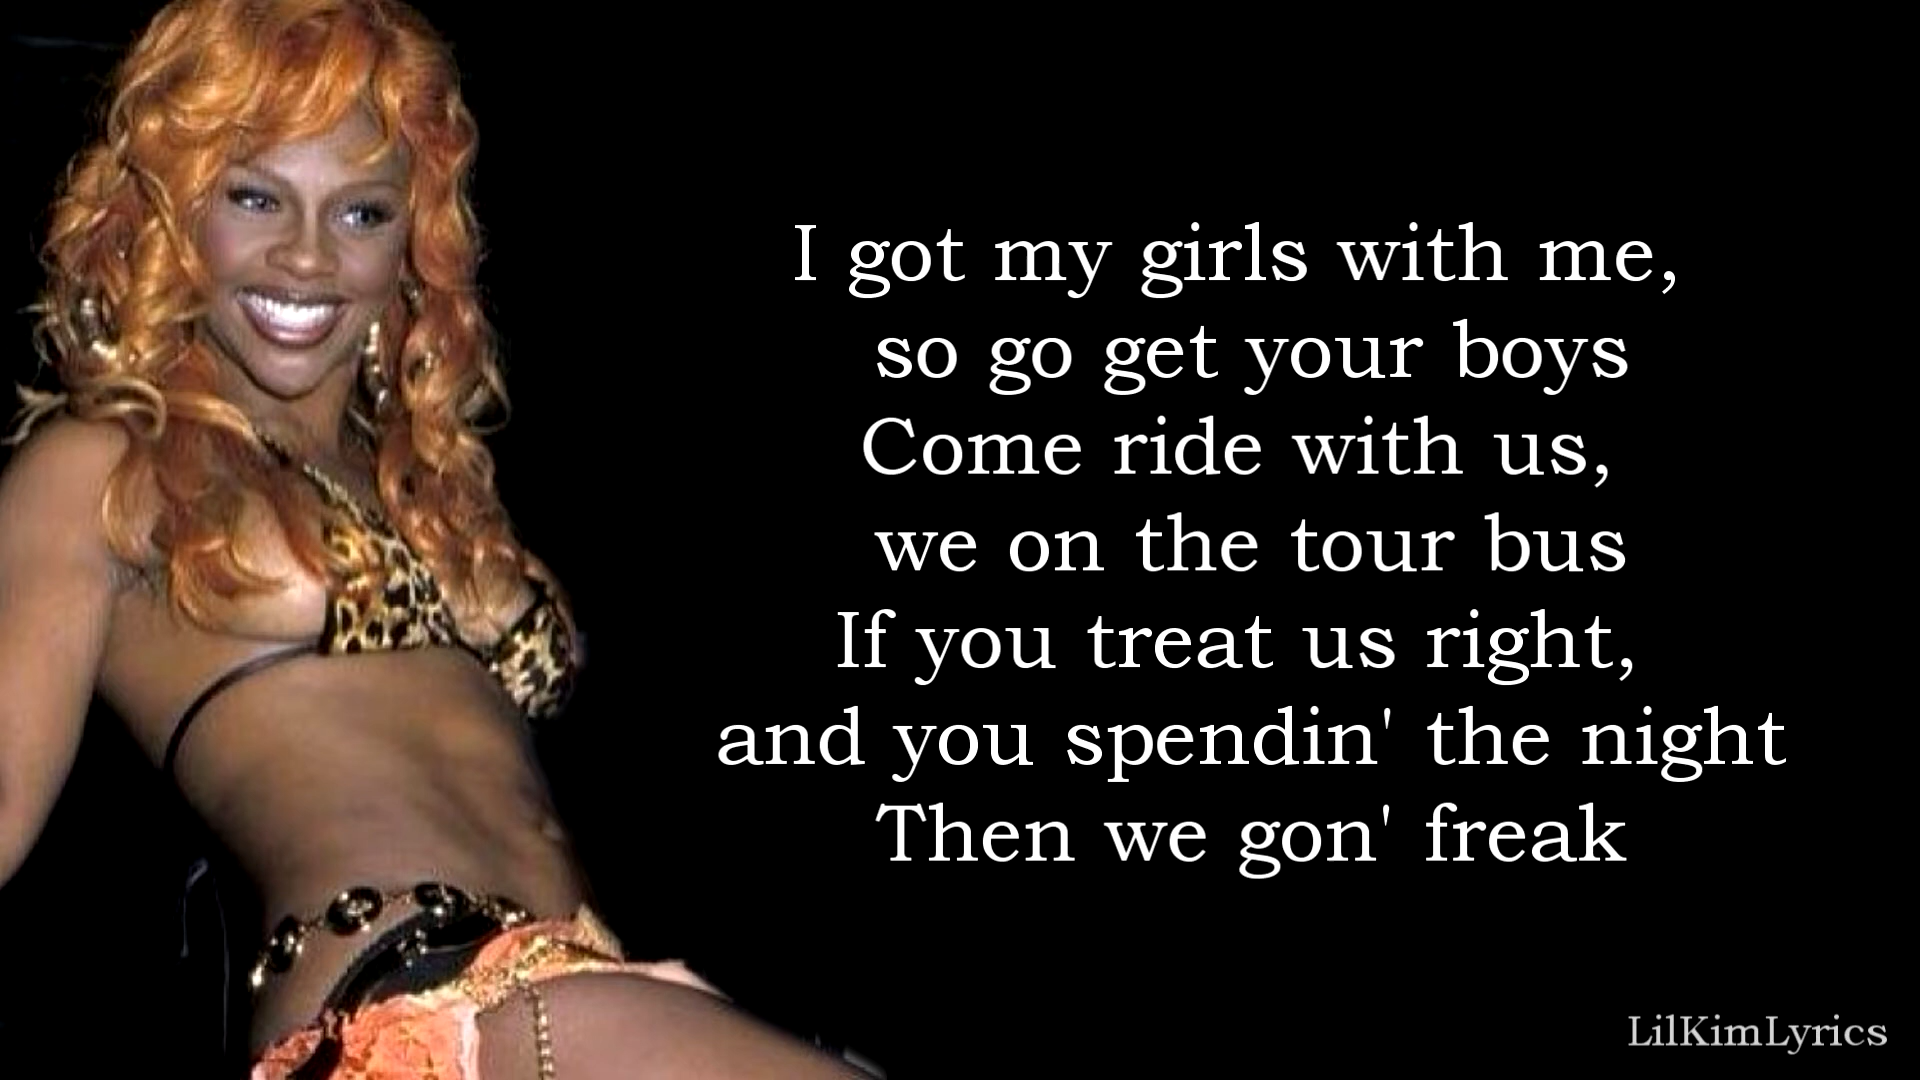 I got my girls with me,
so go get your boys
Come ride with us,
we on the tour bus
If you treat us right,
and you spendin' the night
Then we gon' freak
LilKimLyrics